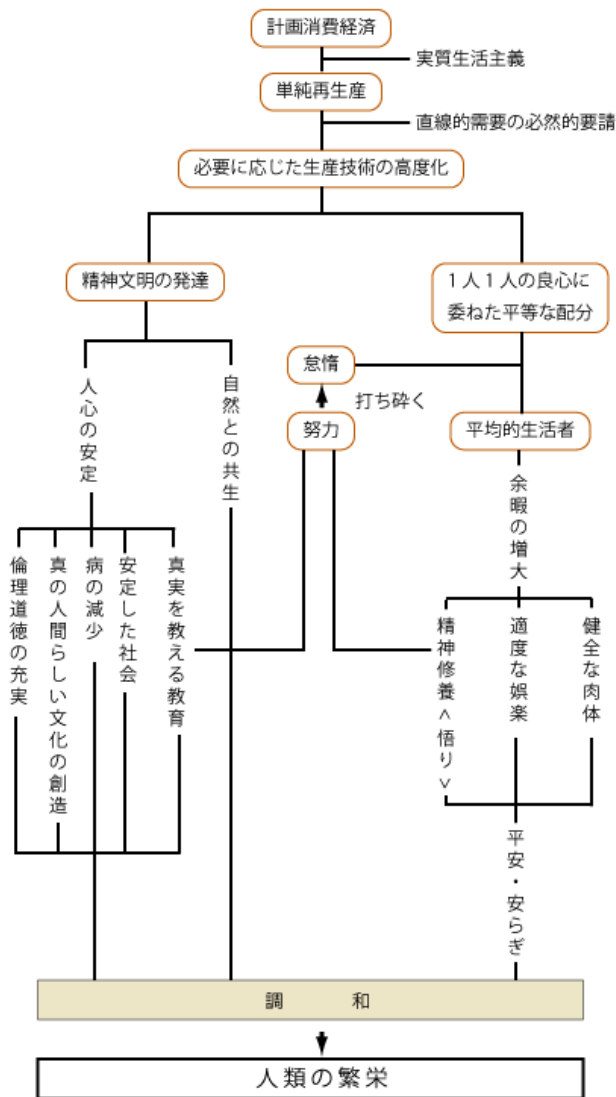 計画消費経済
実質生活主義
単純再生産
直線的需要の必然的要請
必要に応じた生産技術の高度化
精神文明の発達
1人1人の良心に
委ねた平等な配分
怠惰
打ち砕く
努力
平均的生活者
人心の安定
自然との共生
余暇の増大
倫理道徳の充実
真の人間らしい文化の創造
病の減少
安定した社会
真実を教える教育
精神修養<悟り>
適度な娯楽
健全な肉体
平安・安らぎ
調 和
人類の繁栄